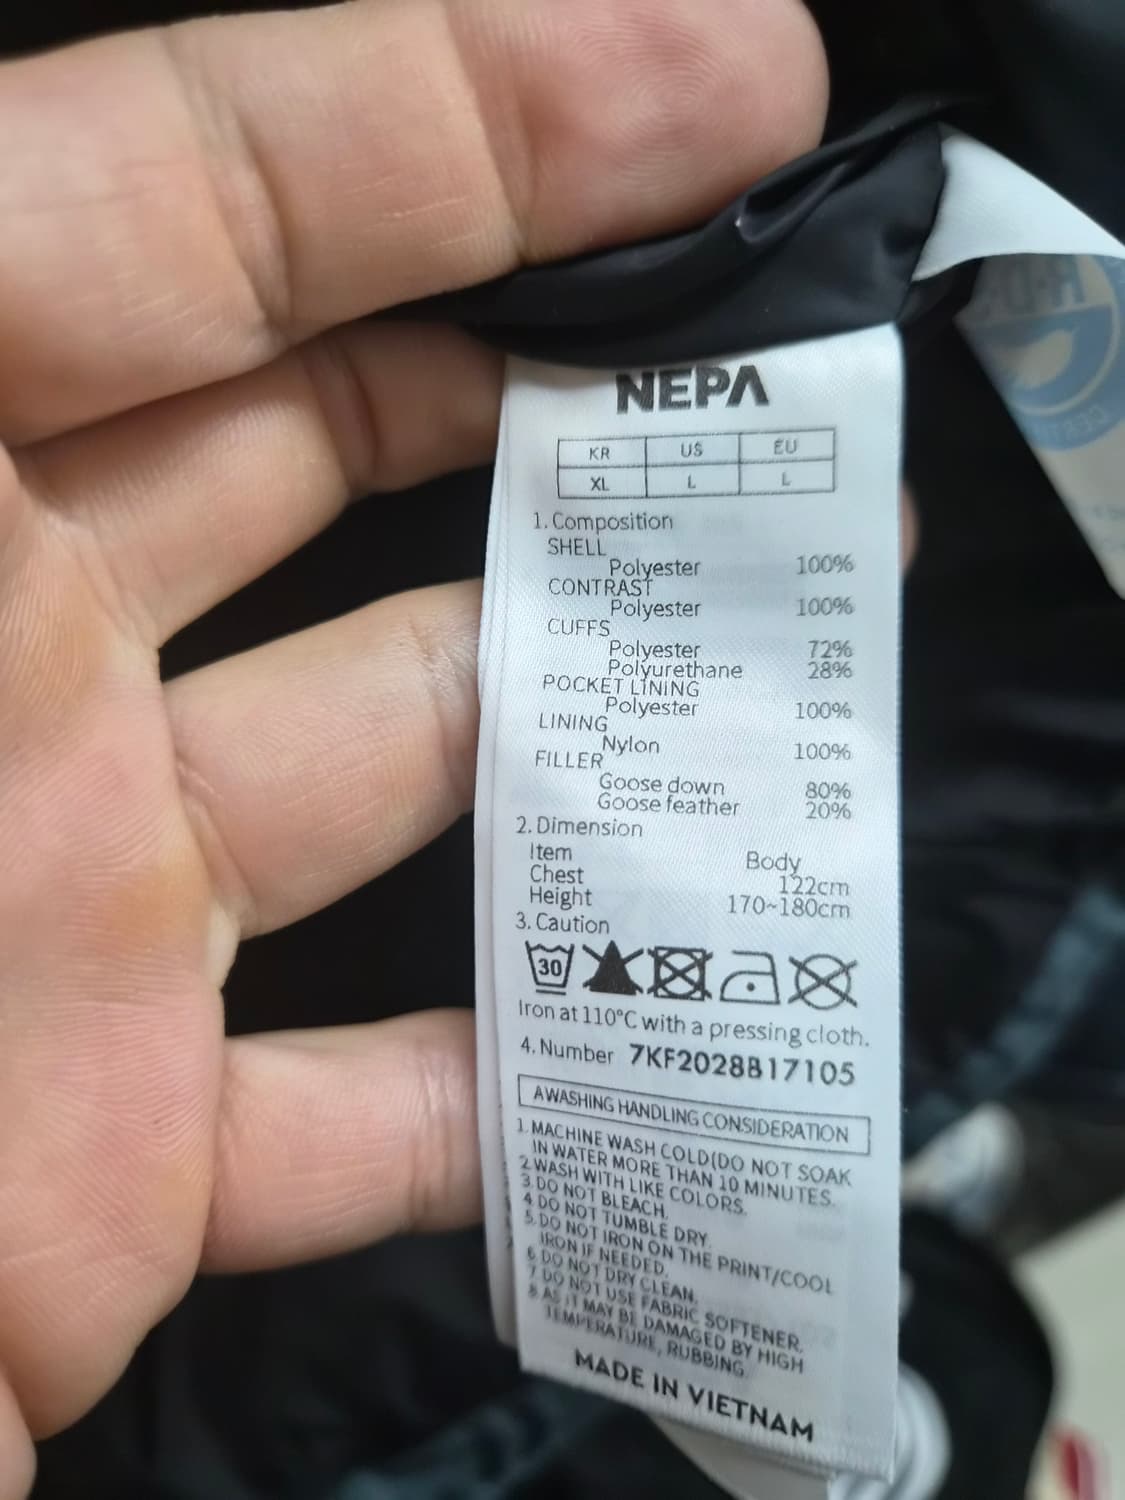 NEPA
KR US EU
XL L L
1. Composition
SHELL
Polyester 100%
CONTRAST
Polyester 100%
CUFFS
Polyester 72%
Polyurethane 28%
POCKET LINING
Polyester 100%
LINING
Nylon 100%
FILLER
Goose down 80%
Goose feather 20%
2. Dimension
Item Body
Chest 122cm
Height 170~180cm
3. Caution
30
Iron at 110°C with a pressing cloth.
4. Number 7KF2028B17105
AWASHING HANDLING CONSIDERATION
1. MACHINE WASH COLD(DO NOT SOAK
IN WATER MORE THAN 10 MINUTES.
2. WASH WITH LIKE COLORS.
3. DO NOT BLEACH.
4 DO NOT TUMBLE DRY.
5. DO NOT IRON ON THE PRINT/COOL
IRON IF NEEDED.
6 DO NOT DRY CLEAN.
7 DO NOT USE FABRIC SOFTENER.
8 AS IT MAY BE DAMAGED BY HIGH
TEMPERATURE, RUBBING.
MADE IN VIETNAM